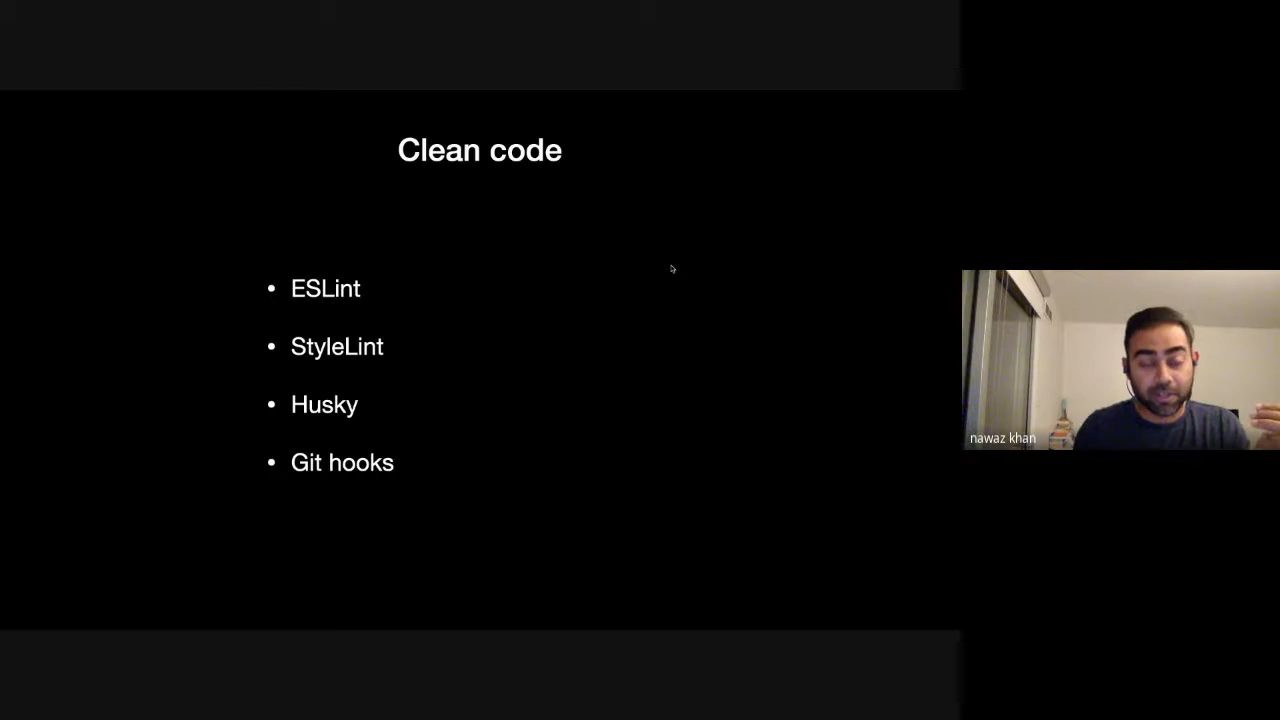 Clean code
• ESLint
• StyleLint
• Husky
• Git hooks
nawaz khan